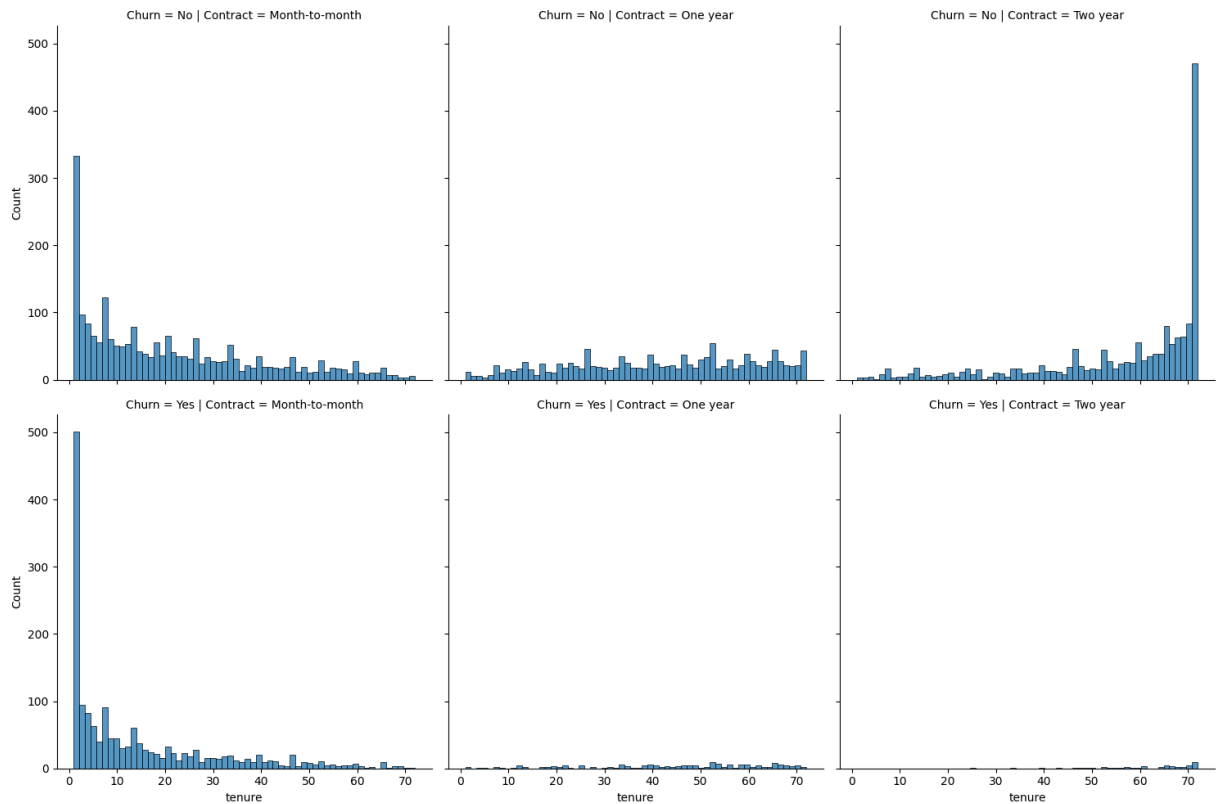 Churn = No | Contract = Month-to-month
Churn = No | Contract = One year
Churn = No | Contract = Two year
500
400
300
200
100
0
Count
Churn = Yes | Contract = Month-to-month
Churn = Yes | Contract = One year
Churn = Yes | Contract = Two year
500
400
300
200
100
0
Count
0 10 20 30 40 50 60 70
0 10 20 30 40 50 60 70
0 10 20 30 40 50 60 70
tenure
tenure
tenure